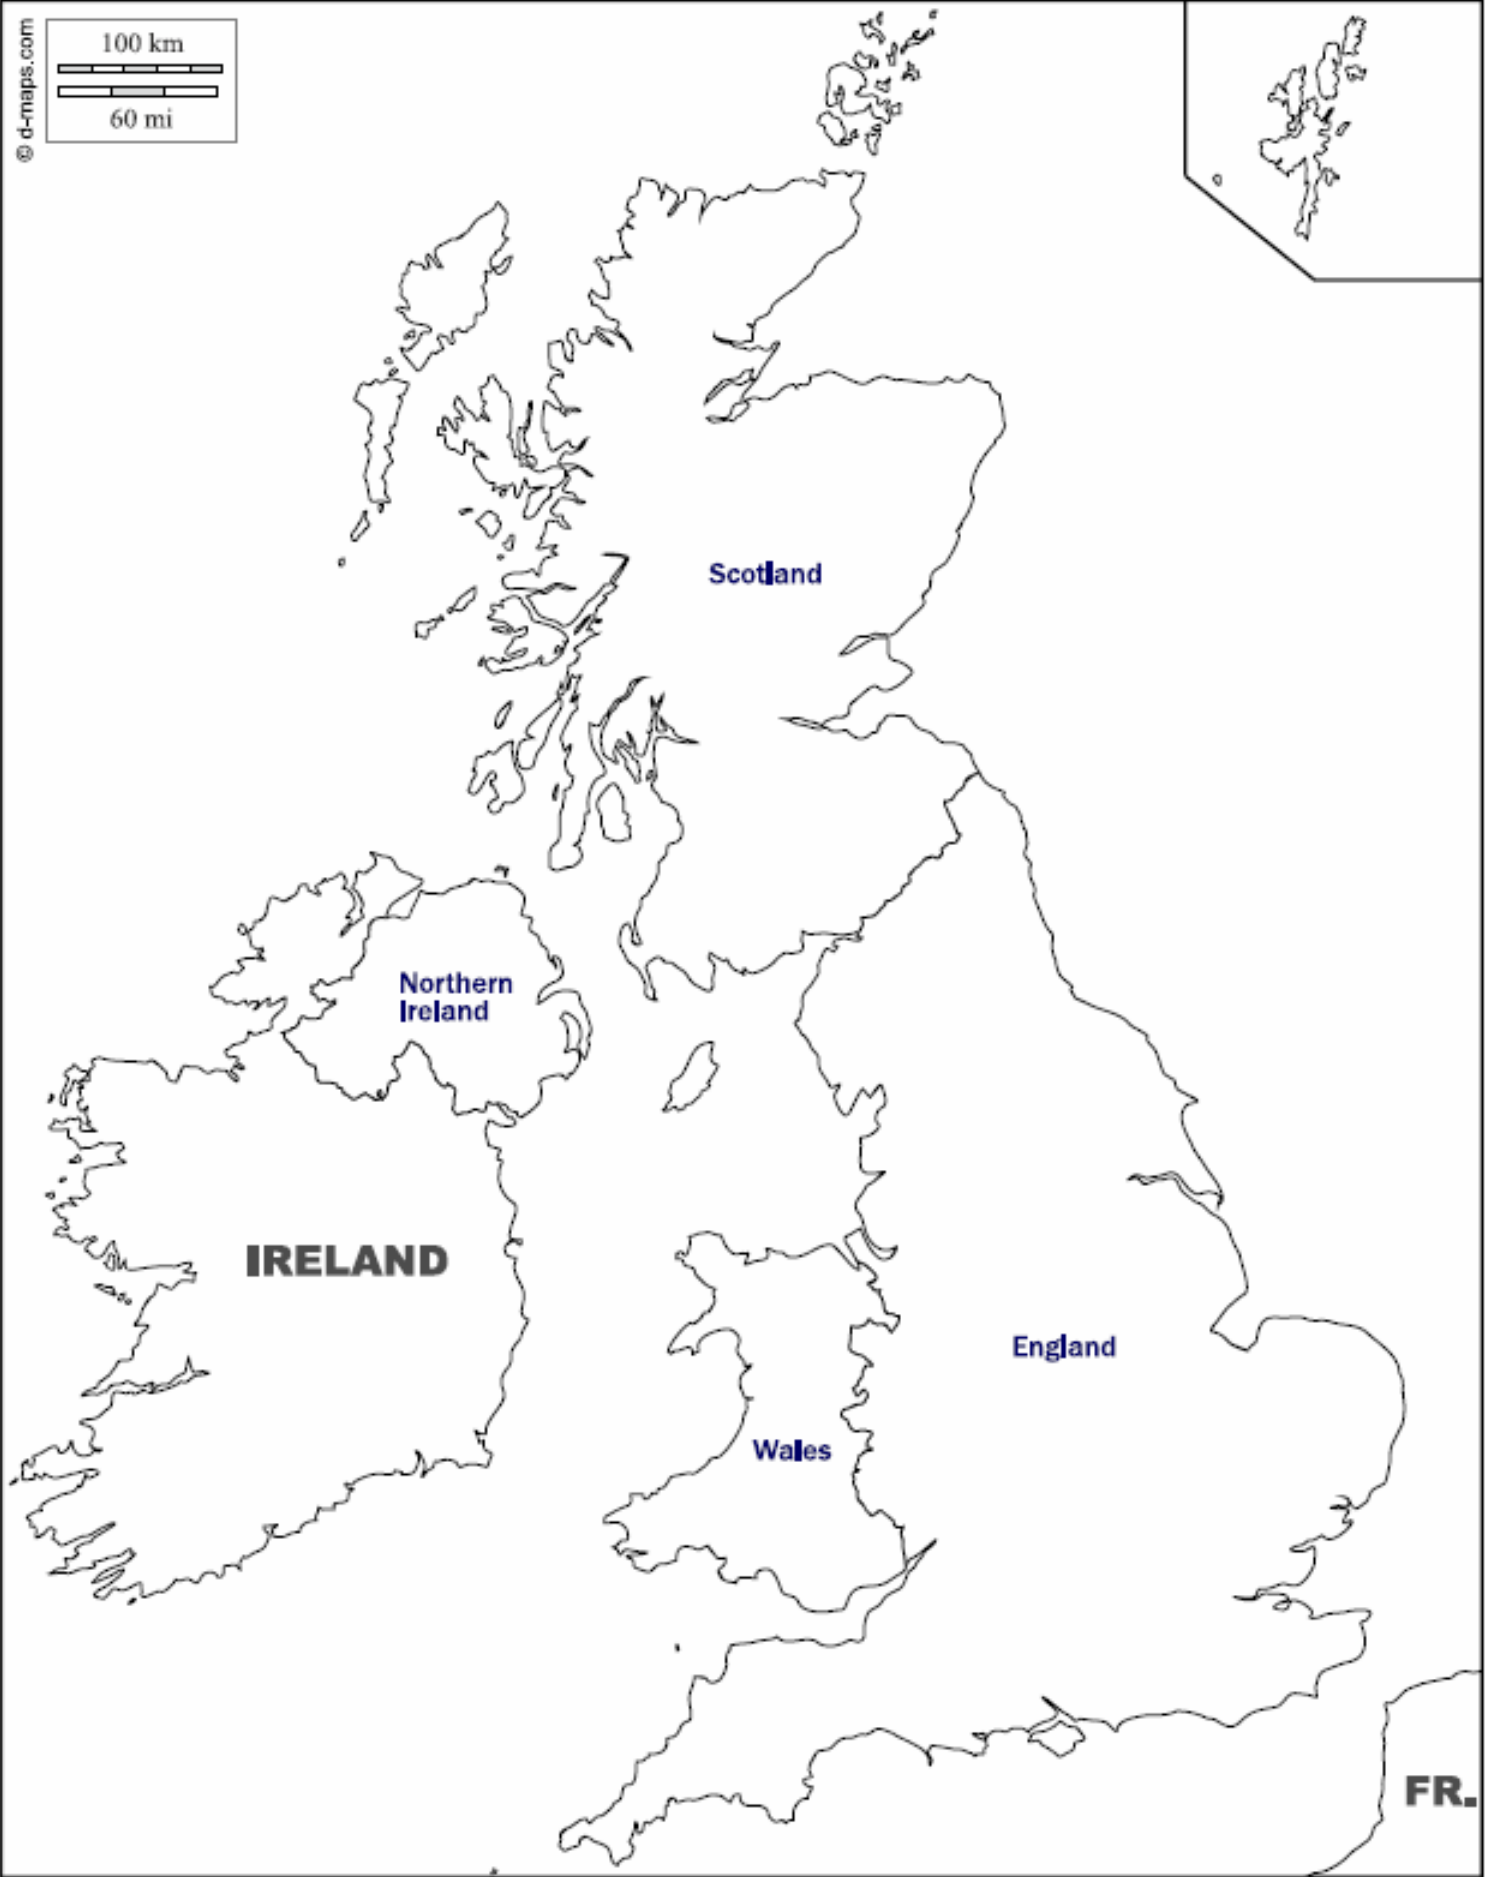 © d-maps.com
100 km
60 mi
Scotland
Northern
Ireland
IRELAND
England
Wales
FR.